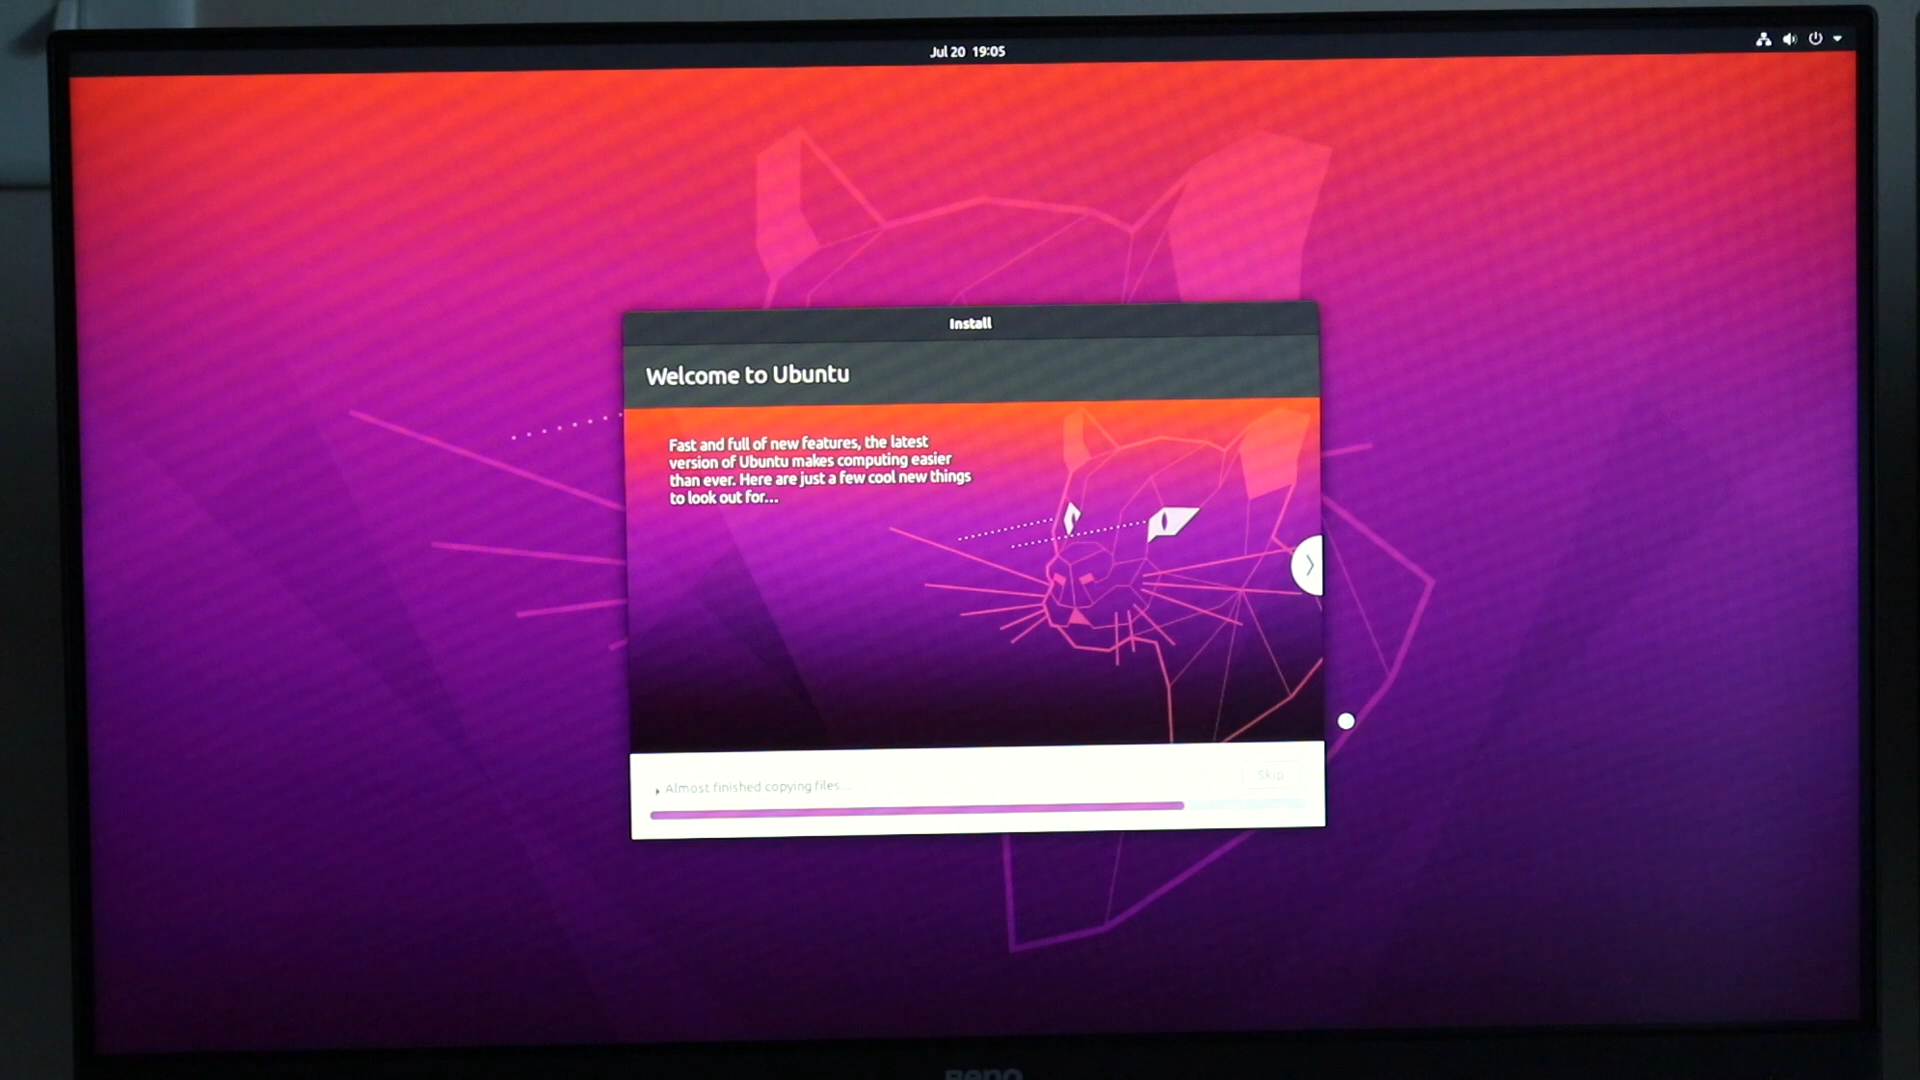 Jul 20 19:05
Install
Welcome to Ubuntu
Fast and full of new features, the latest
version of Ubuntu makes computing easier
than ever. Here are just a few cool new things
to look out for...
Almost finished copying files...
Skip
BenQ